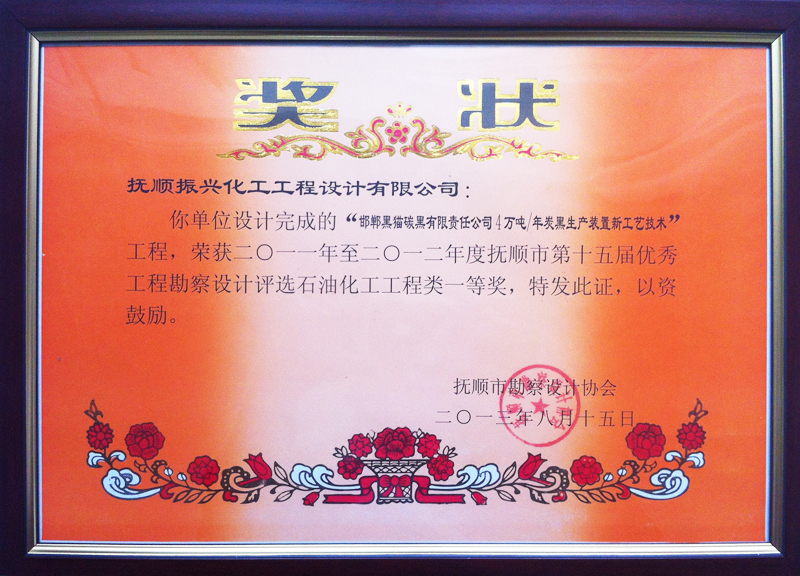 奖状
抚顺振兴化工工程设计有限公司：
你单位设计完成的“邯郸黑猫碳黑有限责任公司4万吨/年炭黑生产装置新工艺技术”
工程，荣获二〇一一年至二〇一二年度抚顺市第十五届优秀
工程勘察设计评选石油化工工程类一等奖，特发此证，以资
鼓励。
抚顺市勘察设计协会
二〇一三年八月十五日